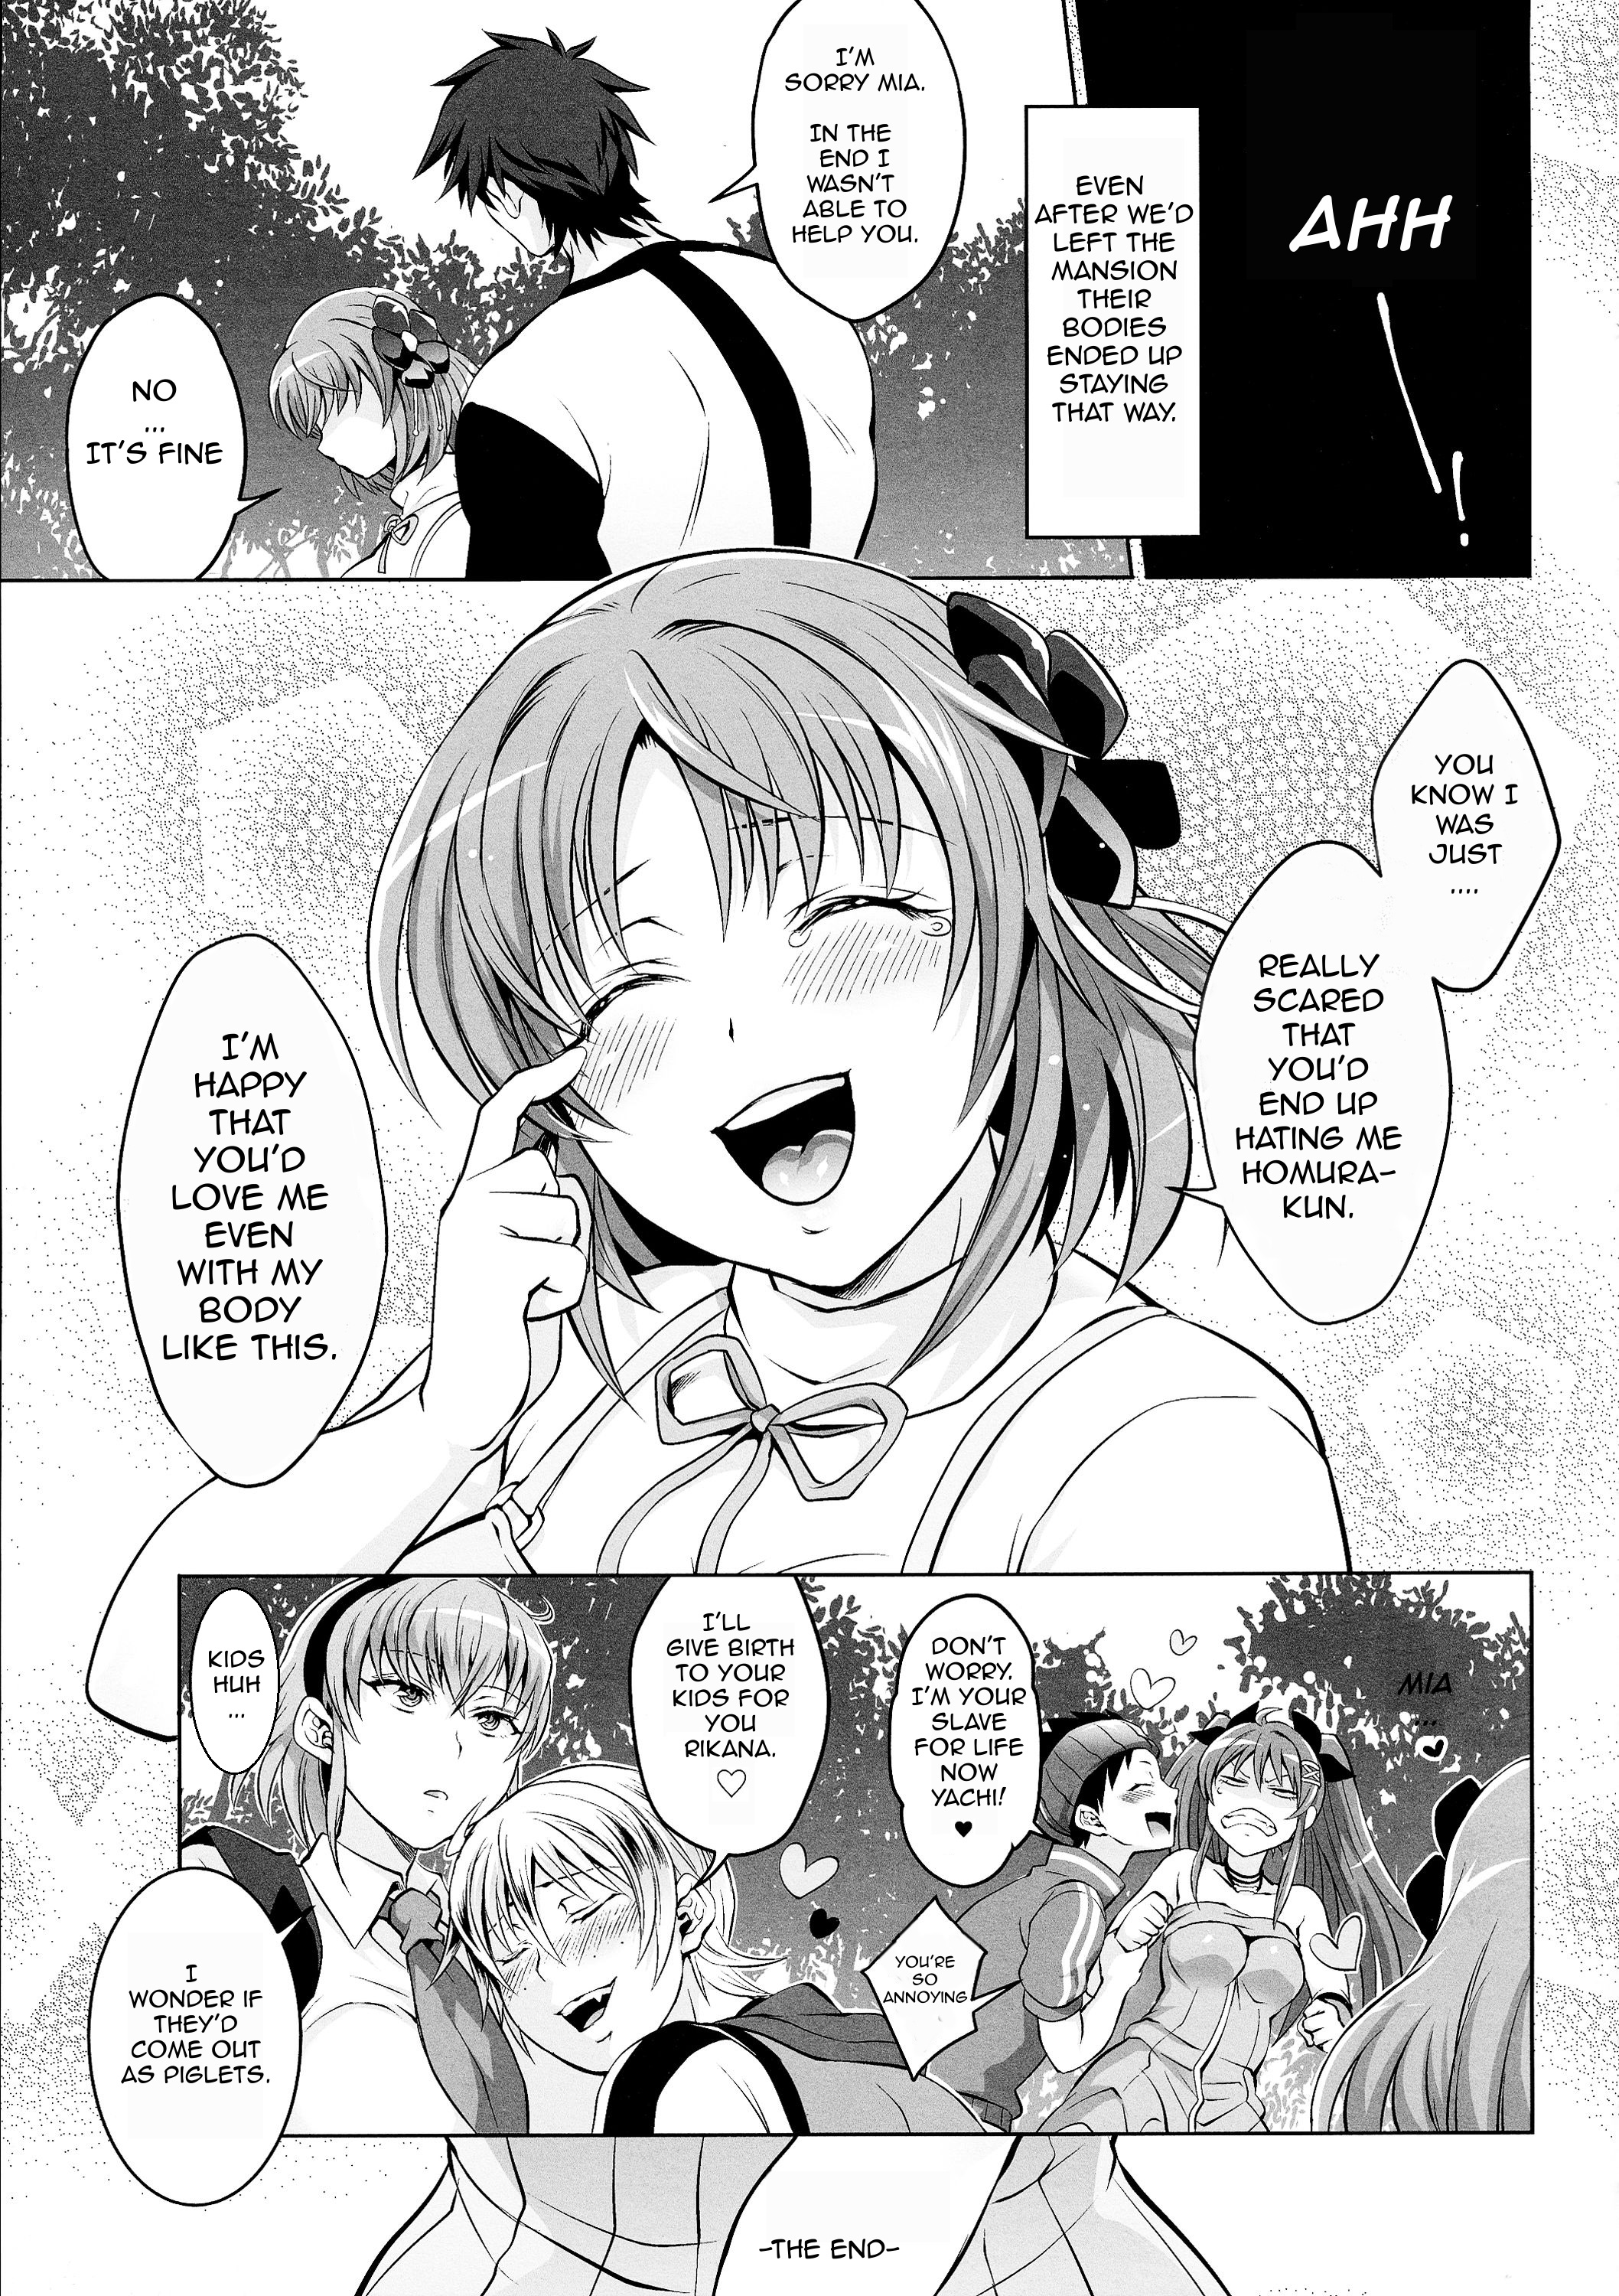 AHH
!
EVEN
AFTER WE'D
LEFT THE
MANSION
THEIR
BODIES
ENDED UP
STAYING
THAT WAY.
I'M
SORRY MIA.
IN THE
END I
WASN'T
ABLE TO
HELP YOU.
NO
...
IT'S FINE
YOU
KNOW I
WAS
JUST
....
REALLY
SCARED
THAT
YOU'D
END UP
HATING ME
HOMURA-
KUN.
I'M
HAPPY
THAT
YOU'D
LOVE ME
EVEN
WITH MY
BODY
LIKE THIS.
MIA
...
DON'T
WORRY.
I'M YOUR
SLAVE
FOR LIFE
NOW
YACHI!
♥
YOU'RE
SO
ANNOYING
I'LL
GIVE BIRTH
TO YOUR
KIDS FOR
YOU
RIKANA.
♡
KIDS
HUH
...
I
WONDER IF
THEY'D
COME OUT
AS PIGLETS.
-THE END-